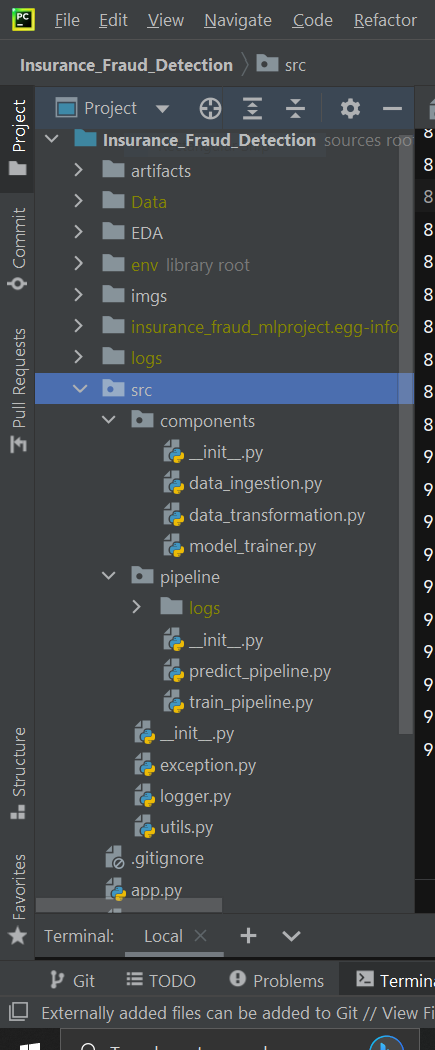 PC File Edit View Navigate Code Refactor
Insurance_Fraud_Detection src
Project
Insurance_Fraud_Detection sources roo
artifacts
Data
EDA
env library root
imgs
insurance_fraud_mlproject.egg-info
logs
src
components
__init__.py
data_ingestion.py
data_transformation.py
model_trainer.py
pipeline
logs
__init__.py
predict_pipeline.py
train_pipeline.py
__init__.py
exception.py
logger.py
utils.py
.gitignore
app.py
Project
Commit
Pull Requests
Structure
Favorites
8
8
8
8
8
8
8
8
8
8
9
9
9
9
9
9
9
9
9
9
Terminal: Local
Git TODO Problems Termina
Externally added files can be added to Git // View Fi